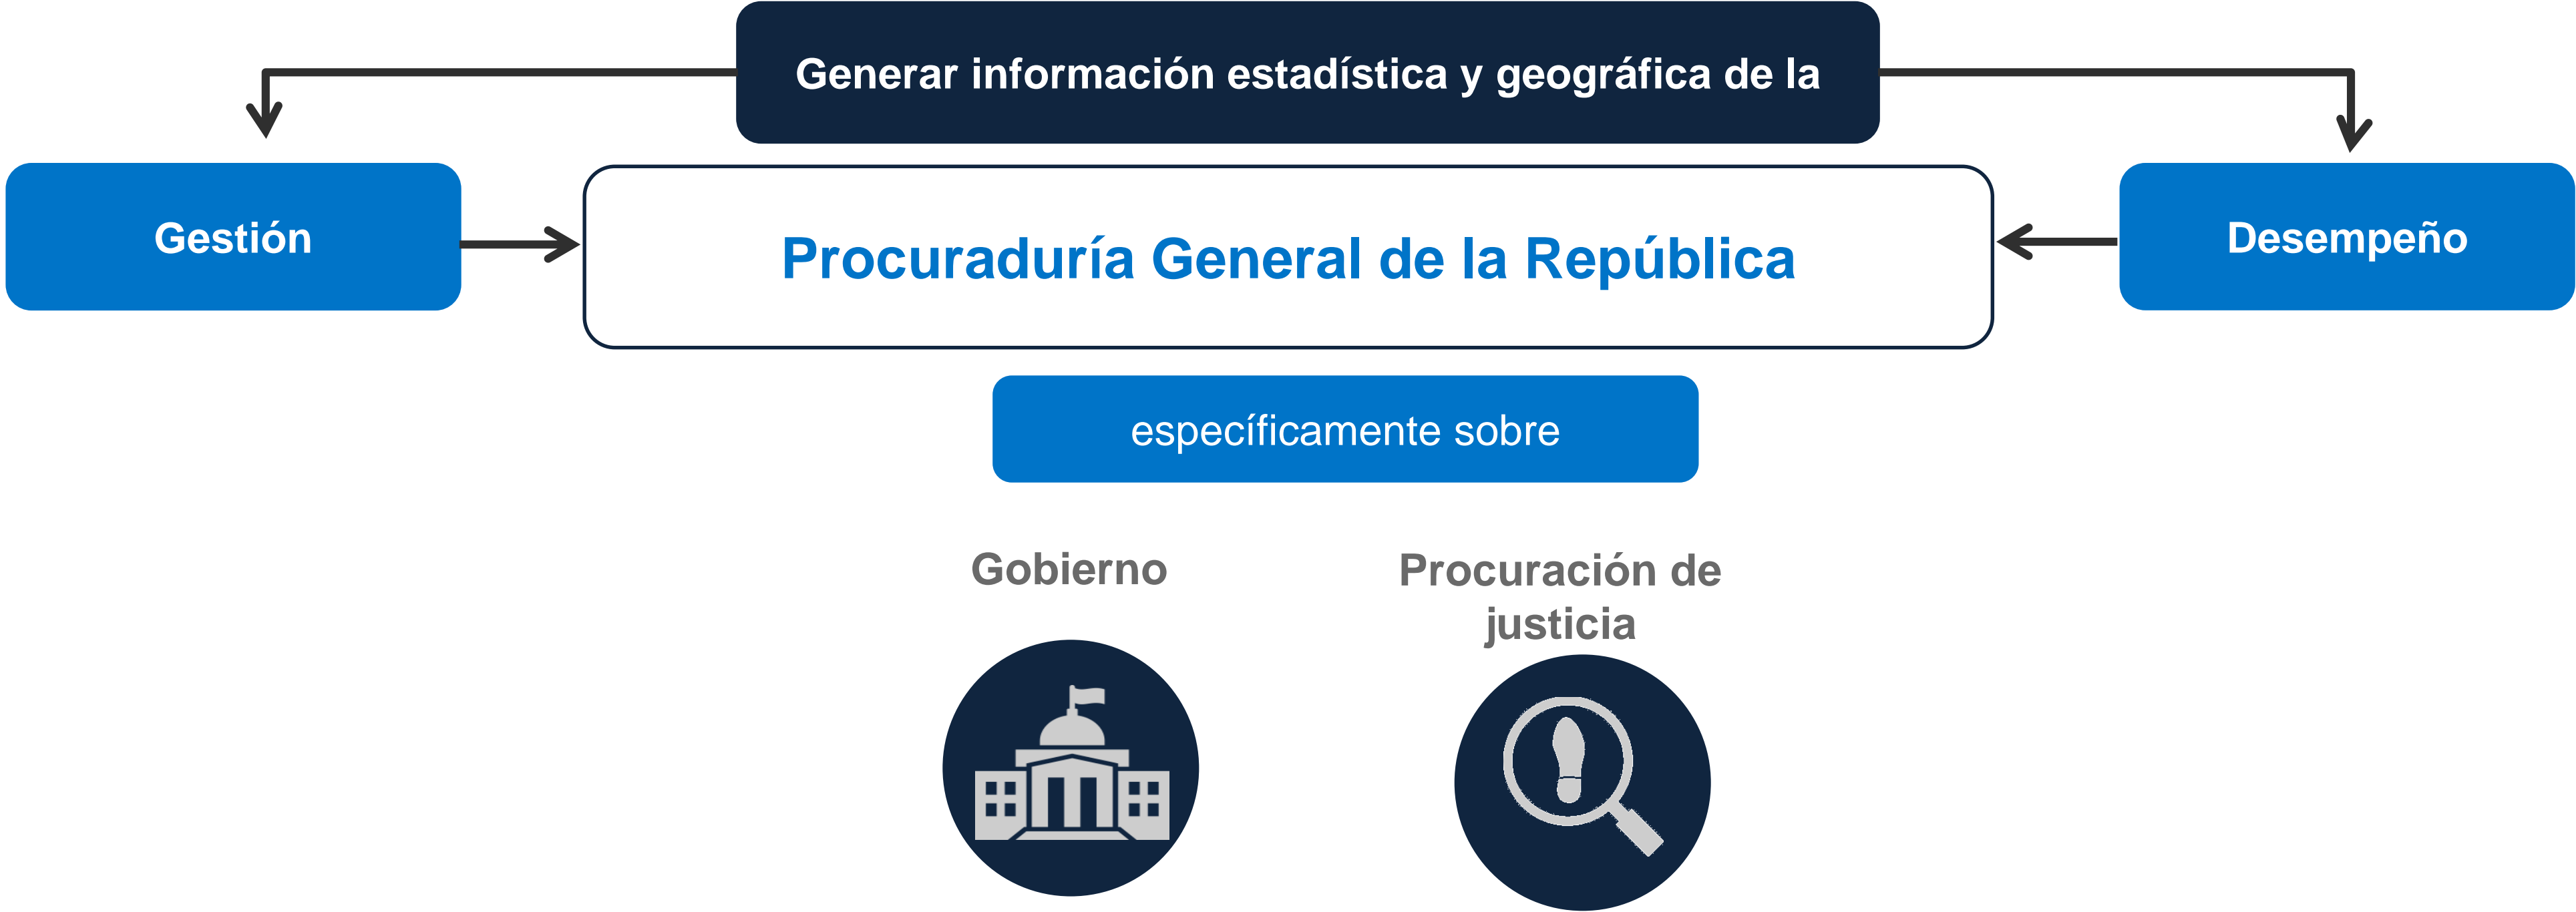 Generar información estadística y geográfica de la
Gestión
Procuraduría General de la República
Desempeño
específicamente sobre
Gobierno
Procuración de
justicia